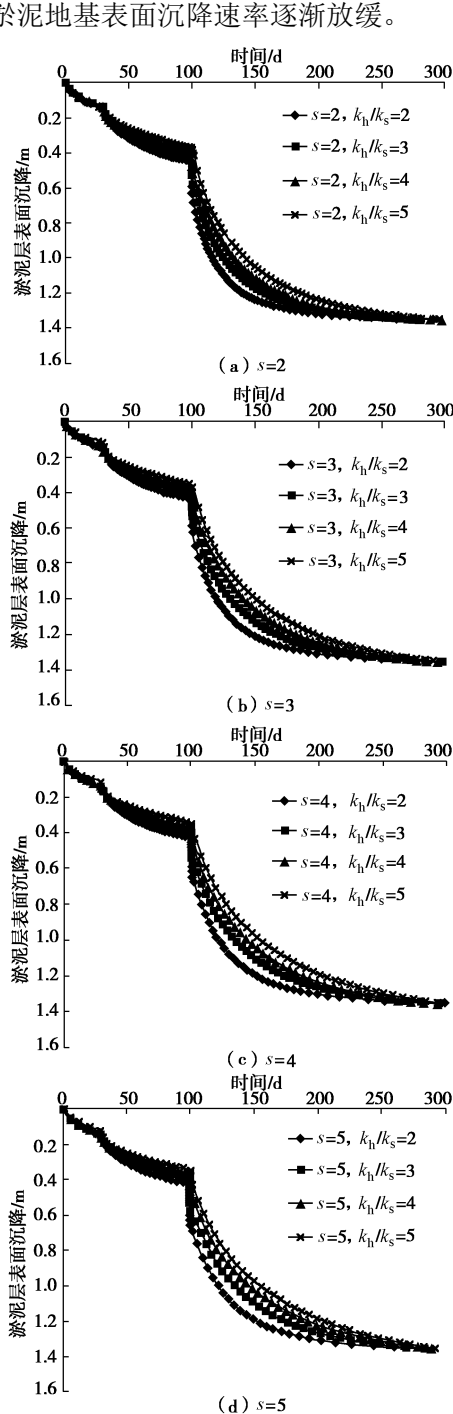 淤泥地基表面沉降速率逐渐放缓。
时间/d
0 50 100 150 200 250 300
0.2
0.4
0.6
0.8
1.0
1.2
1.4
1.6
淤泥层表面沉降/m
s=2, kh/ks=2
s=2, kh/ks=3
s=2, kh/ks=4
s=2, kh/ks=5
(a) s=2
时间/d
0 50 100 150 200 250 300
0.2
0.4
0.6
0.8
1.0
1.2
1.4
1.6
淤泥层表面沉降/m
s=3, kh/ks=2
s=3, kh/ks=3
s=3, kh/ks=4
s=3, kh/ks=5
(b) s=3
时间/d
0 50 100 150 200 250 300
0.2
0.4
0.6
0.8
1.0
1.2
1.4
1.6
淤泥层表面沉降/m
s=4, kh/ks=2
s=4, kh/ks=3
s=4, kh/ks=4
s=4, kh/ks=5
(c) s=4
时间/d
0 50 100 150 200 250 300
0.2
0.4
0.6
0.8
1.0
1.2
1.4
1.6
淤泥层表面沉降/m
s=5, kh/ks=2
s=5, kh/ks=3
s=5, kh/ks=4
s=5, kh/ks=5
(d) s=5